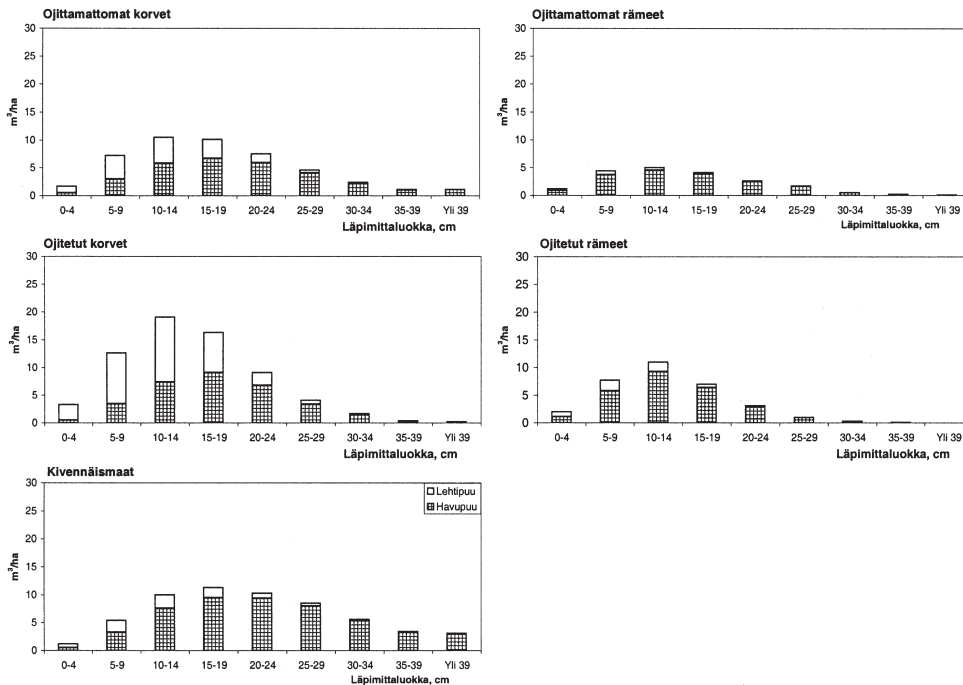 Ojittamattomat korvet
30
25
20
15
10
5
0
m³/ha
0-4 5-9 10-14 15-19 20-24 25-29 30-34 35-39 Yli 39
Läpimittaluokka, cm
Ojittamattomat rämeet
30
25
20
15
10
5
0
m³/ha
0-4 5-9 10-14 15-19 20-24 25-29 30-34 35-39 Yli 39
Läpimittaluokka, cm
Ojitetut korvet
30
25
20
15
10
5
0
m³/ha
0-4 5-9 10-14 15-19 20-24 25-29 30-34 35-39 Yli 39
Läpimittaluokka, cm
Ojitetut rämeet
30
25
20
15
10
5
0
m³/ha
0-4 5-9 10-14 15-19 20-24 25-29 30-34 35-39 Yli 39
Läpimittaluokka, cm
Kivennäismaat
Lehtipuu
Havupuu
30
25
20
15
10
5
0
m³/ha
0-4 5-9 10-14 15-19 20-24 25-29 30-34 35-39 Yli 39
Läpimittaluokka, cm